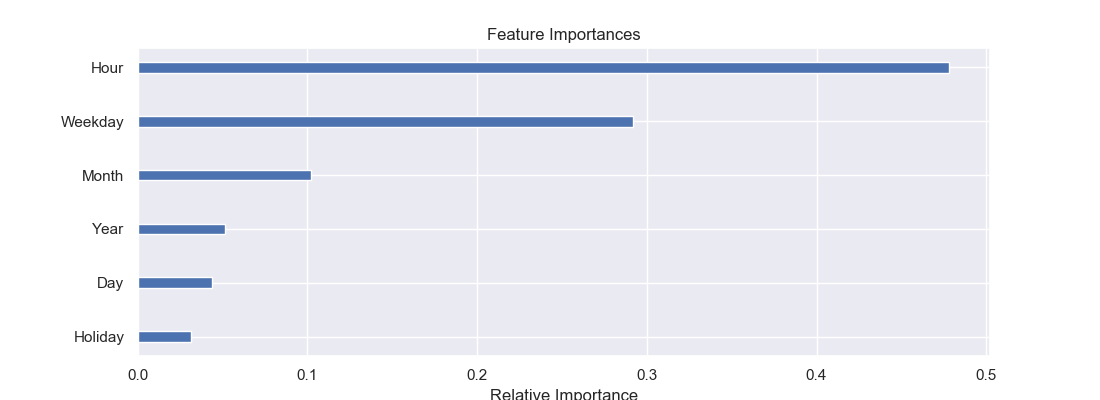 Feature Importances
Hour
Weekday
Month
Year
Day
Holiday
0.0 0.1 0.2 0.3 0.4 0.5
Relative Importance